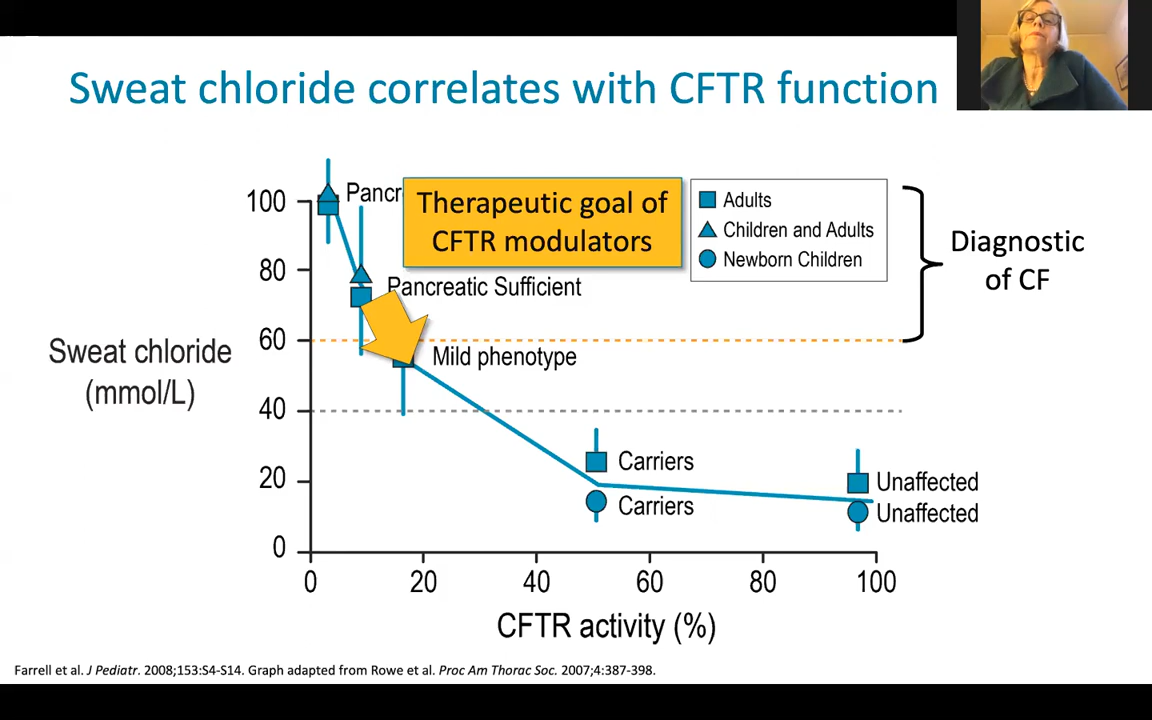 Sweat chloride correlates with CFTR function
Therapeutic goal of
CFTR modulators
Adults
Children and Adults
Newborn Children
Diagnostic
of CF
Pancreatic Sufficient
Mild phenotype
Carriers
Carriers
Unaffected
Unaffected
Sweat chloride
(mmol/L)
100
80
60
40
20
0
0 20 40 60 80 100
CFTR activity (%)
Farrell et al. J Pediatr. 2008;153:S4-S14. Graph adapted from Rowe et al. Proc Am Thorac Soc. 2007;4:387-398.